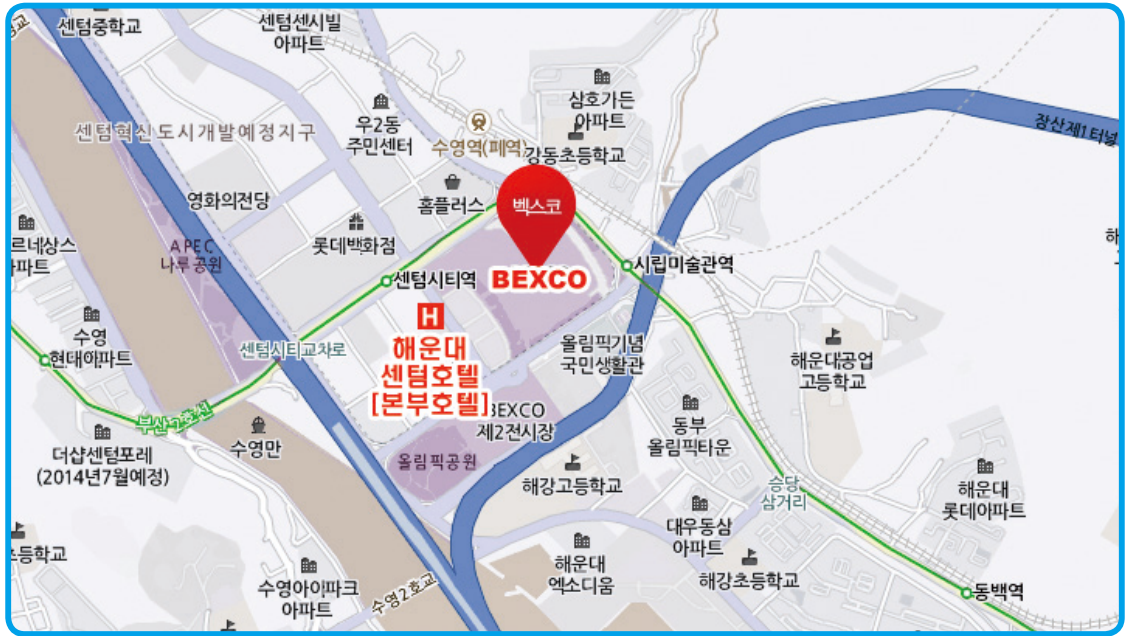 센텀중학교
센텀센시빌
아파트
삼호가든
아파트
우2동
주민센터
센텀혁신도시개발예정지구
수영역(폐역)
강동초등학교
장산제1터널
영화의전당
홈플러스
벡스코
르네상스
아파트
APEC
나루공원
롯데백화점
시립미술관역
센텀시티역
BEXCO
H
해운대
센텀호텔
[본부호텔]
수영
현대아파트
센텀시티교차로
올림픽기념
국민생활관
해운대공업
고등학교
부산2호선
BEXCO
제2전시장
동부
올림픽타운
더샵센텀포레
(2014년7월예정)
수영만
올림픽공원
해강고등학교
승당
삼거리
해운대
롯데아파트
대우동삼
아파트
초등학교
해운대
엑소디움
해강초등학교
수영아이파크
아파트
수영2호교
동백역